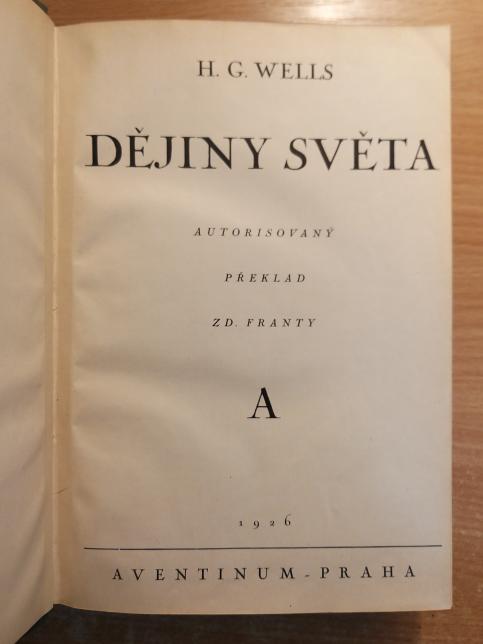 H. G. WELLS
DĚJINY SVĚTA
AUTORISOVANÝ
PŘEKLAD
ZD. FRANTY
A
1926
AVENTINUM - PRAHA